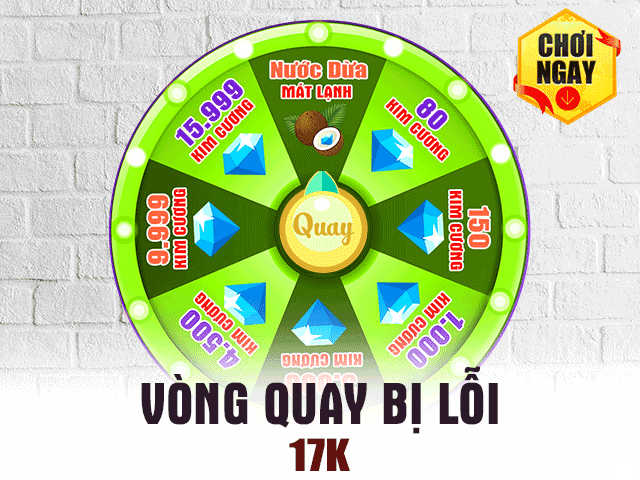 CHƠI
NGAY
Nước Dừa
MÁT LẠNH
80
KIM CƯƠNG
150
KIM CƯƠNG
1.000
KIM CƯƠNG
KIM CƯƠNG
4.500
KIM CƯƠNG
9.999
KIM CƯƠNG
15.999
KIM CƯƠNG
Quay
VÒNG QUAY BỊ LỖI
17K